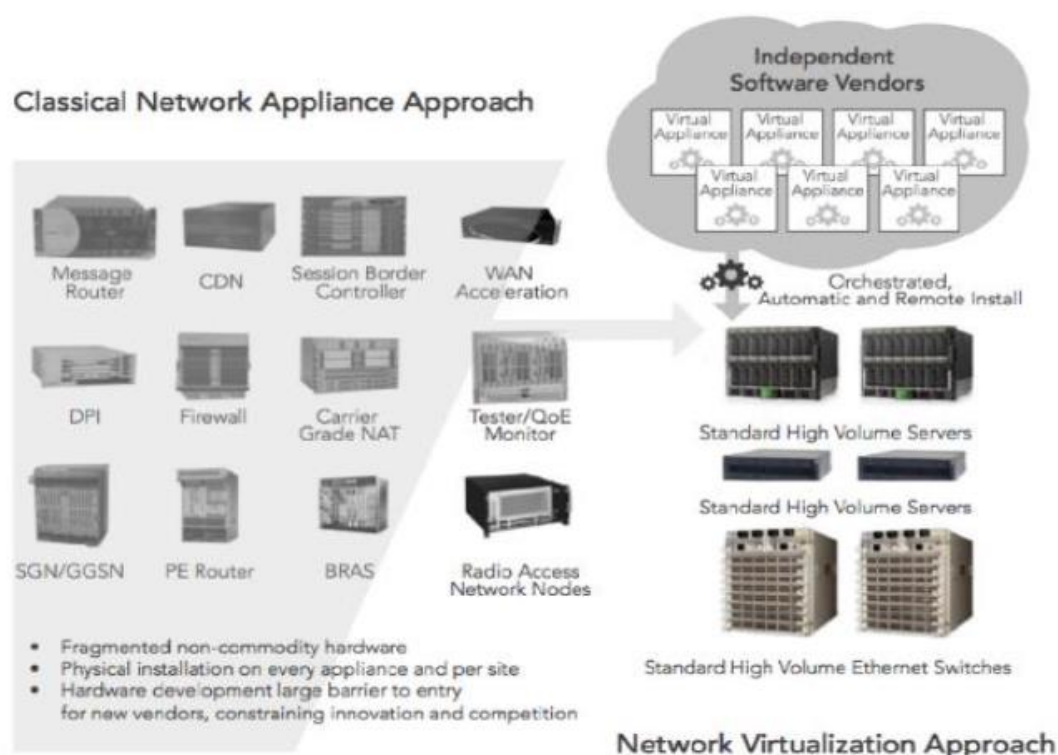 Classical Network Appliance Approach
Message
Router
CDN
Session Border
Controller
WAN
Acceleration
DPI
Firewall
Carrier
Grade NAT
Tester/QoE
Monitor
SGN/GGSN
PE Router
BRAS
Radio Access
Network Nodes
• Fragmented non-commodity hardware
• Physical installation on every appliance and per site
• Hardware development large barrier to entry
for new vendors, constraining innovation and competition
Independent
Software Vendors
Virtual
Appliance
Virtual
Appliance
Virtual
Appliance
Virtual
Appliance
Virtual
Appliance
Virtual
Appliance
Virtual
Appliance
Orchestrated,
Automatic and Remote Install
Standard High Volume Servers
Standard High Volume Servers
Standard High Volume Ethernet Switches
Network Virtualization Approach